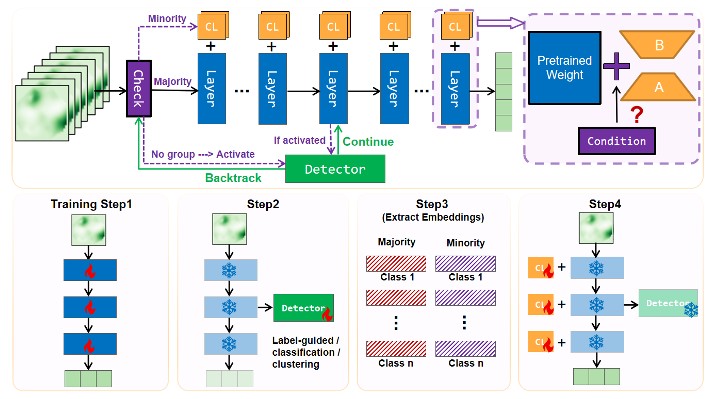 Minority
CL
CL
CL
CL
CL
Check
Majority
Layer
Layer
Layer
Layer
Layer
+
+
+
+
+
...
...
If activated
Continue
No group ---> Activate
Backtrack
Detector
Pretrained
Weight
+
B
A
?
Condition
Training Step1
Step2
Detector
Label-guided /
classification /
clustering
Step3
(Extract Embeddings)
Majority
Minority
Class 1
Class 1
Class n
Class n
Step4
CL
+
CL
+
Detector
CL
+